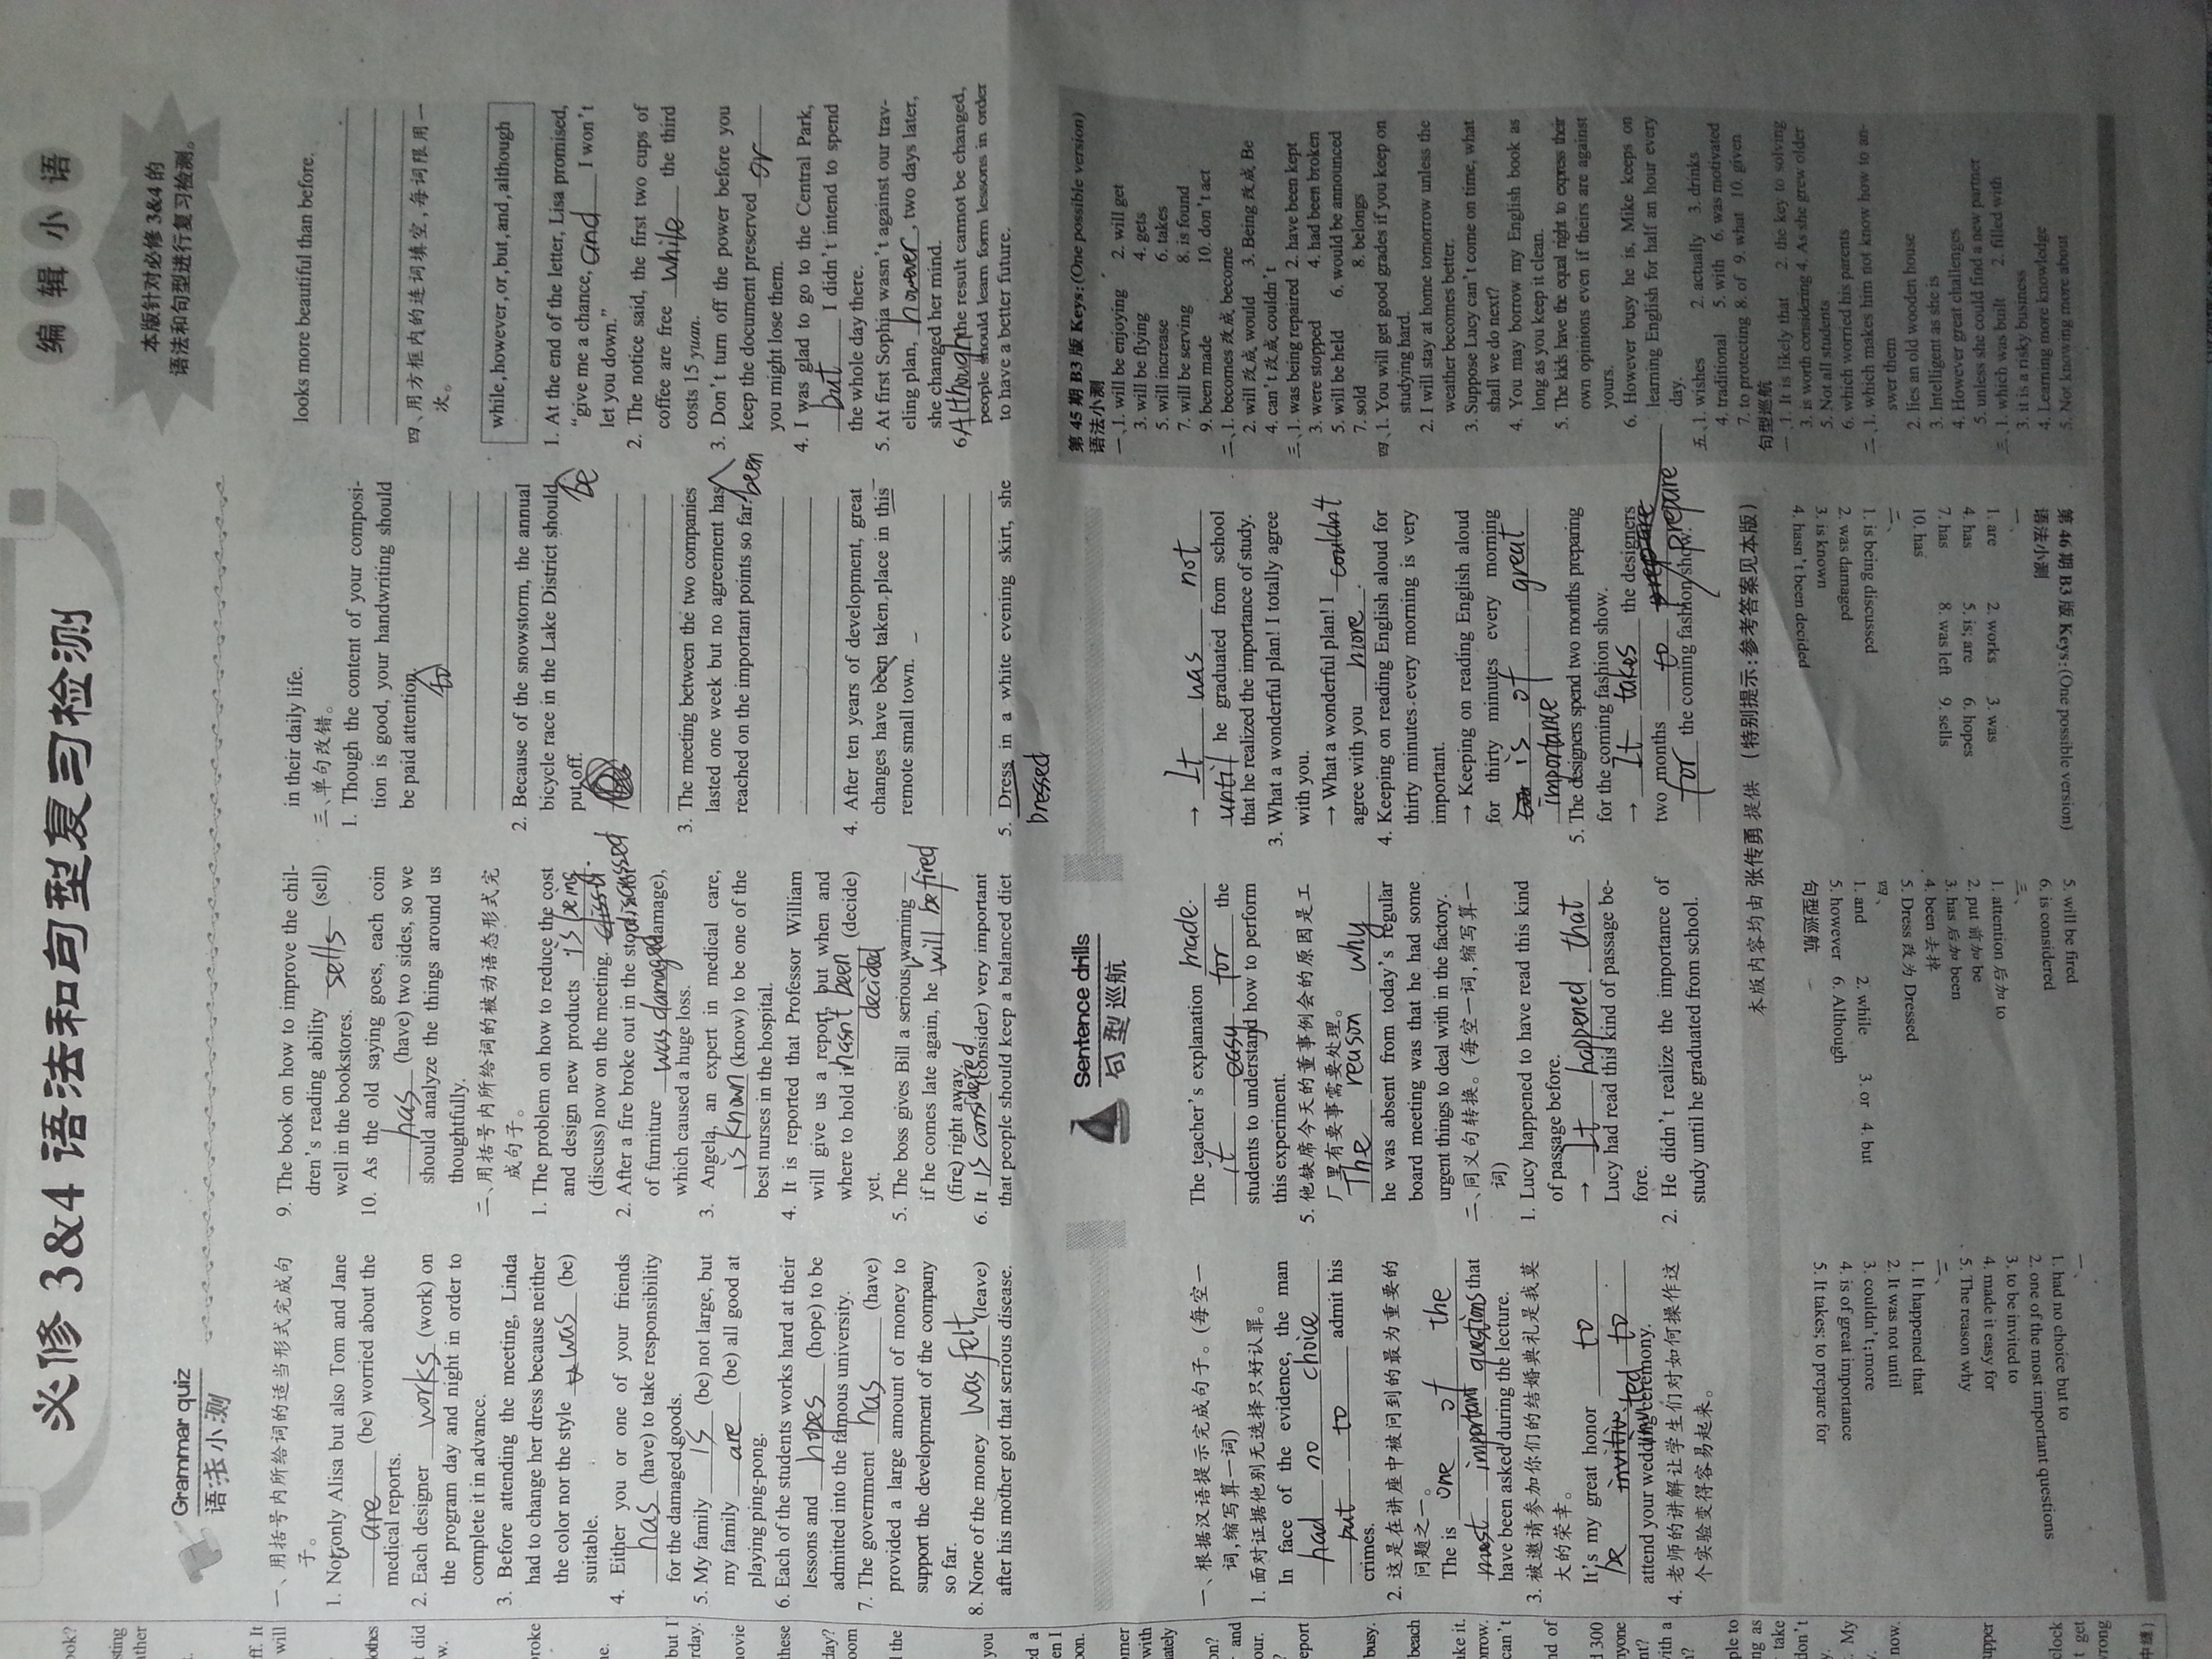 必修3&4语法和句型复习检测
编辑小语
本版针对必修3&4的
语法和句型进行复习检测。
Grammar quiz
语法小测
一、用括号内所给词的适当形式完成句
子。
1. Not only Alisa but also Tom and Jane
are (be) worried about the
medical reports.
2. Each designer works (work) on
the program day and night in order to
complete it in advance.
3. Before attending the meeting, Linda
had to change her dress because neither
the color nor the style was (be)
suitable.
4. Either you or one of your friends
has (have) to take responsibility
for the damaged goods.
5. My family is (be) not large, but
my family are (be) all good at
playing ping-pong.
6. Each of the students works hard at their
lessons and hopes (hope) to be
admitted into the famous university.
7. The government has (have)
provided a large amount of money to
support the development of the company
so far.
8. None of the money was felt (leave)
after his mother got that serious disease.
9. The book on how to improve the chil-
dren's reading ability sells (sell)
well in the bookstores.
10. As the old saying goes, each coin
has (have) two sides, so we
should analyze the things around us
thoughtfully.
二、用括号内所给词的被动语态形式完
成句子。
1. The problem on how to reduce the cost
and design new products is being
(discuss) now on the meeting. discussed
2. After a fire broke out in the store, a lot
of furniture was damaged (damage),
which caused a huge loss.
3. Angela, an expert in medical care,
is known (know) to be one of the
best nurses in the hospital.
4. It is reported that Professor William
will give us a report, but when and
where to hold it hasn't been (decide)
yet. decided
5. The boss gives Bill a serious warning —
if he comes late again, he will be fired
(fire) right away.
6. It is considered (consider) very important
that people should keep a balanced diet
in their daily life.
三、单句改错。
1. Though the content of your composi-
tion is good, your handwriting should
be paid attention.
to
2. Because of the snowstorm, the annual
bicycle race in the Lake District should
put off. be
3. The meeting between the two companies
lasted one week but no agreement has
reached on the important points so far. been
4. After ten years of development, great
changes have been taken place in this
remote small town.
5. Dress in a white evening skirt, she
Dressed
looks more beautiful than before.
四、用方框内的连词填空,每词限用一
次。
while, however, or, but, and, although
1. At the end of the letter, Lisa promised,
“give me a chance, and I won't
let you down.”
2. The notice said, the first two cups of
coffee are free while the third
costs 15 yuan.
3. Don't turn off the power before you
keep the document preserved or
you might lose them.
4. I was glad to go to the Central Park,
but I didn't intend to spend
the whole day there.
5. At first Sophia wasn't against our trav-
eling plan, however, two days later,
she changed her mind.
6. Although the result cannot be changed,
people should learn form lessons in order
to have a better future.
Sentence drills
句型巡航
一、根据汉语提示完成句子。(每空一
词,缩写算一词)
1. 面对证据他别无选择只好认罪。
In face of the evidence, the man
had no choice
but to admit his
crimes.
2. 这是在讲座中被问到的最为重要的
问题之一。
The is one of the
most important questions that
have been asked during the lecture.
3. 被邀请参加你们的结婚典礼是我莫
大的荣幸。
It's my great honor to
be invited to
attend your wedding ceremony.
4. 老师的讲解让学生们对如何操作这
个实验变得容易起来。
The teacher's explanation made
it easy for the
students to understand how to perform
this experiment.
5. 他缺席今天的董事例会的原因是工
厂里有要事需要处理。
The reason why
he was absent from today's regular
board meeting was that he had some
urgent things to deal with in the factory.
二、同义句转换。(每空一词,缩写算一
词)
1. Lucy happened to have read this kind
of passage before.
→ It happened that
Lucy had read this kind of passage be-
fore.
2. He didn't realize the importance of
study until he graduated from school.
→ It was not
until he graduated from school
that he realized the importance of study.
3. What a wonderful plan! I totally agree
with you.
→ What a wonderful plan! I couldn't
agree with you more.
4. Keeping on reading English aloud for
thirty minutes every morning is very
important.
→ Keeping on reading English aloud
for thirty minutes every morning
is of great
importance
5. The designers spend two months preparing
for the coming fashion show.
→ It takes the designers
two months to prepare
for the coming fashion show.
第45期B3版Keys:(One possible version)
语法小测
一、1. will be enjoying 2. will get
3. will be flying 4. gets
5. will increase 6. takes
7. will be serving 8. is found
9. been made 10. don't act
二、1. becomes 改成 become
2. will 改成 would 3. Being 改成 Be
4. can't 改成 couldn't
三、1. was being repaired 2. have been kept
3. were stopped 4. had been broken
5. will be held 6. would be announced
7. sold 8. belongs
四、1. You will get good grades if you keep on
studying hard.
2. I will stay at home tomorrow unless the
weather becomes better.
3. Suppose Lucy can't come on time, what
shall we do next?
4. You may borrow my English book as
long as you keep it clean.
5. The kids have the equal right to express their
own opinions even if theirs are against
yours.
6. However busy he is, Mike keeps on
learning English for half an hour every
day.
五、1. wishes 2. actually 3. drinks
4. traditional 5. with 6. was motivated
7. to protecting 8. of 9. what 10. given
句型巡航
一、1. It is likely that 2. the key to solving
3. is worth considering 4. As she grew older
5. Not all students
6. which worried his parents
二、1. which makes him not know how to an-
swer them
2. lies an old wooden house
3. Intelligent as she is
4. However great challenges
5. unless she could find a new partner
三、1. which was built 2. filled with
3. it is a risky business
4. Learning more knowledge
5. Not knowing more about
本版内容均由 张传勇 提供 (特别提示:参考答案见本版)
第46期B3版Keys:(One possible version)
语法小测
一、
1. are 2. works 3. was
4. has 5. is; are 6. hopes
7. has 8. was left 9. sells
10. has
二、
1. is being discussed
2. was damaged
3. is known
4. hasn't been decided
5. will be fired
6. is considered
三、
1. attention 后加 to
2. put 前加 be
3. has 后加 been
4. been 去掉
5. Dress 改为 Dressed
四、
1. and 2. while 3. or 4. but
5. however 6. Although
句型巡航
一、
1. had no choice but to
2. one of the most important questions
3. to be invited to
4. made it easy for
5. The reason why
二、
1. It happened that
2. It was not until
3. couldn't; more
4. is of great importance
5. It takes; to prepare for